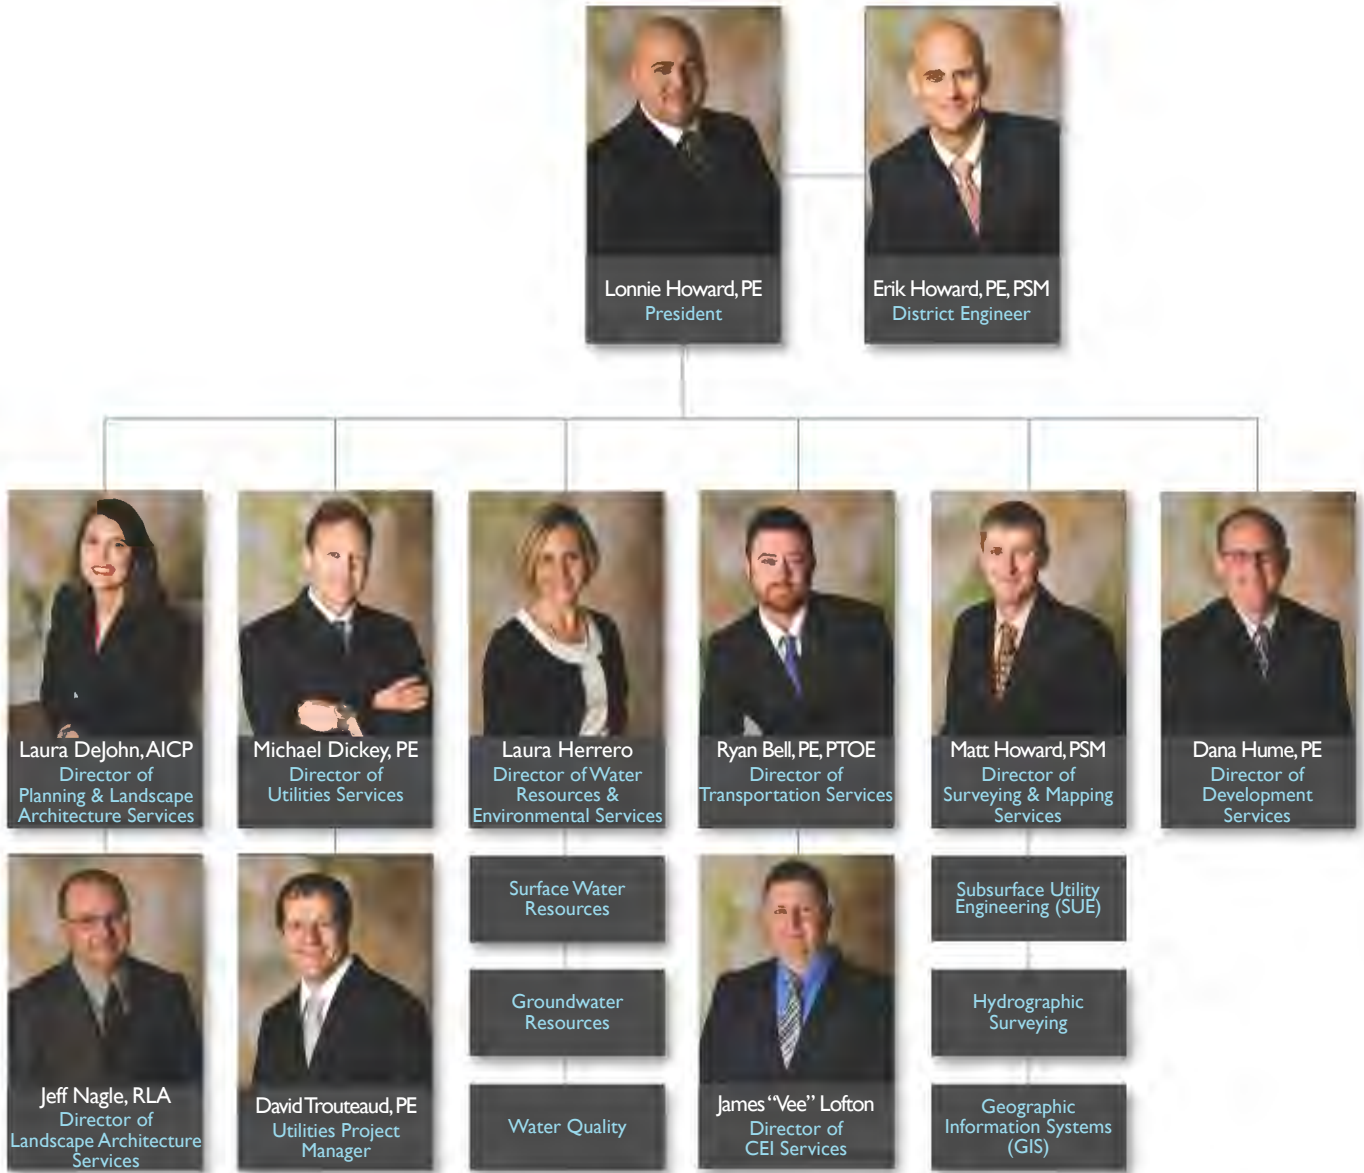 Lonnie Howard, PE
President
Erik Howard, PE, PSM
District Engineer
Laura DeJohn, AICP
Director of
Planning & Landscape
Architecture Services
Michael Dickey, PE
Director of
Utilities Services
Laura Herrero
Director of Water
Resources &
Environmental Services
Ryan Bell, PE, PTOE
Director of
Transportation Services
Matt Howard, PSM
Director of
Surveying & Mapping
Services
Dana Hume, PE
Director of
Development
Services
Jeff Nagle, RLA
Director of
Landscape Architecture
Services
David Trouteaud, PE
Utilities Project
Manager
Surface Water
Resources
Groundwater
Resources
Water Quality
James "Vee" Lofton
Director of
CEI Services
Subsurface Utility
Engineering (SUE)
Hydrographic
Surveying
Geographic
Information Systems
(GIS)